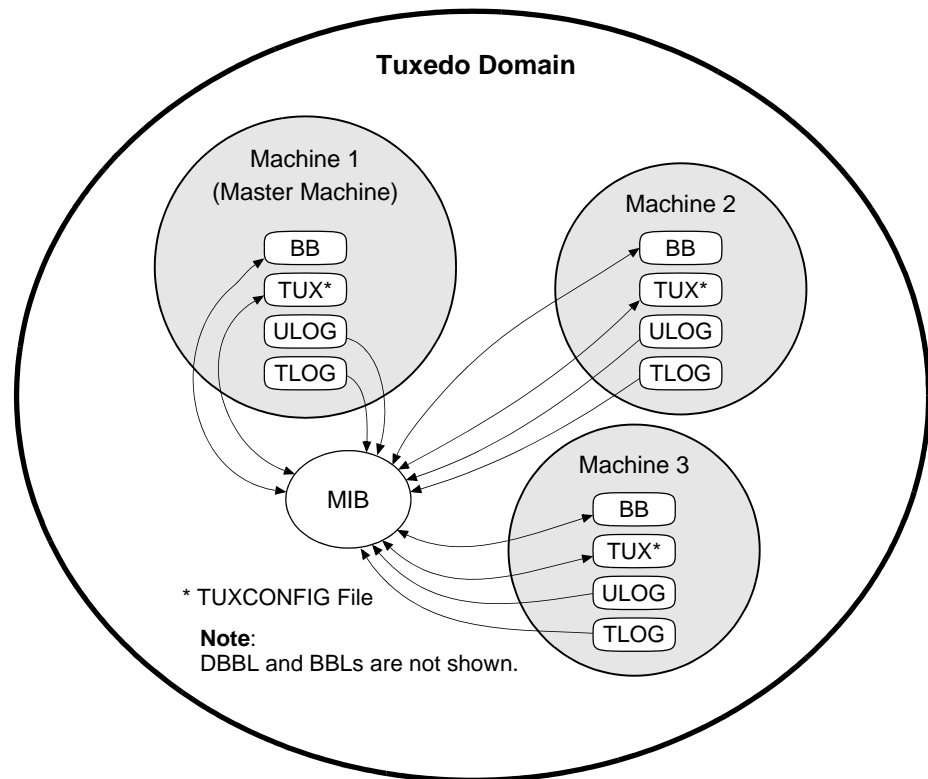 Tuxedo Domain
Machine 1
(Master Machine)
BB
TUX*
ULOG
TLOG
Machine 2
BB
TUX*
ULOG
TLOG
MIB
Machine 3
BB
TUX*
ULOG
TLOG
* TUXCONFIG File
Note:
DBBL and BBLs are not shown.